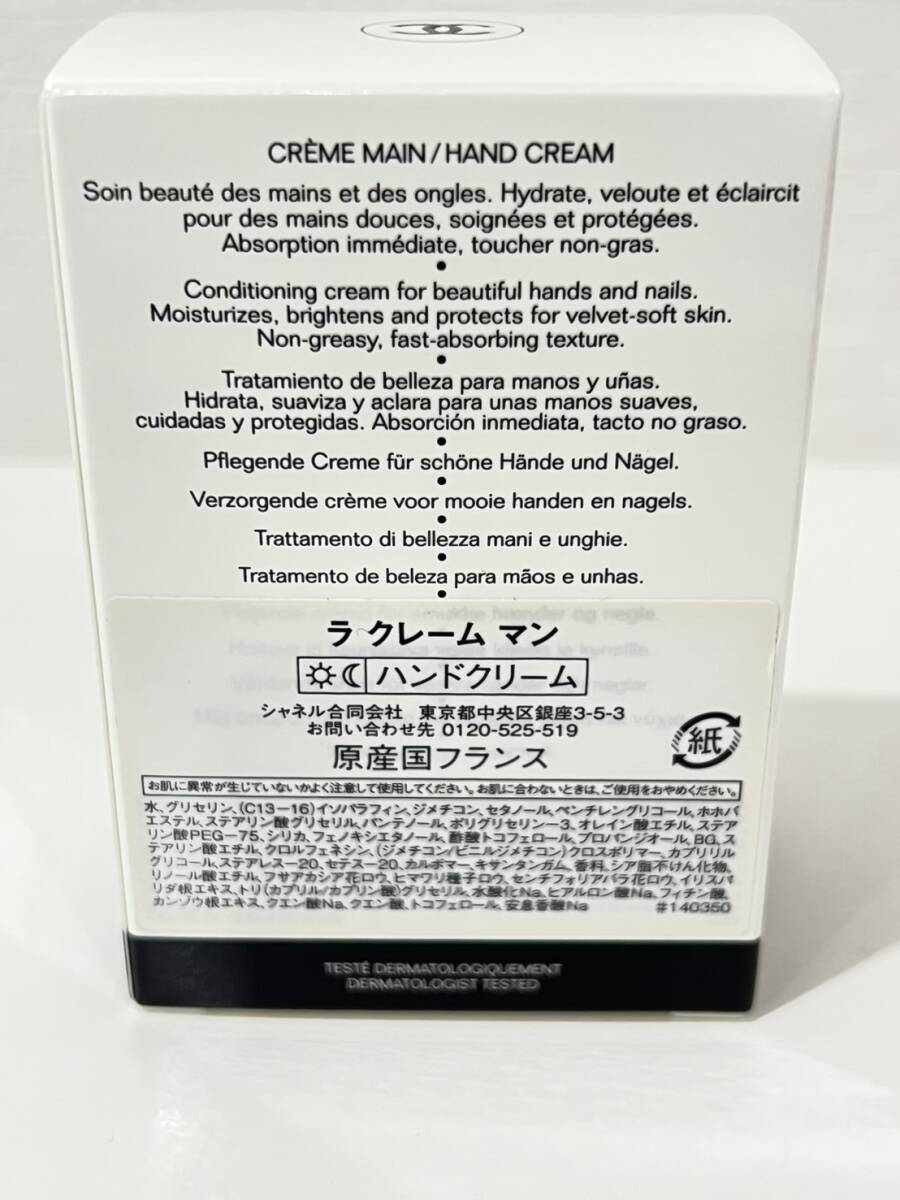 CRÈME MAIN/HAND CREAM
Soin beauté des mains et des ongles. Hydrate, veloute et éclaircit
pour des mains douces, soignées et protégées.
Absorption immédiate, toucher non-gras.
•
Conditioning cream for beautiful hands and nails.
Moisturizes, brightens and protects for velvet-soft skin.
Non-greasy, fast-absorbing texture.
•
Tratamiento de belleza para manos y uñas.
Hidrata, suaviza y aclara para unas manos suaves,
cuidadas y protegidas. Absorción inmediata, tacto no graso.
•
Pflegende Creme für schöne Hände und Nägel.
•
Verzorgende crème voor mooie handen en nagels.
•
Trattamento di bellezza mani e unghie.
•
Tratamento de beleza para mãos e unhas.
•
ラ クレーム マン
ハンドクリーム
シャネル合同会社 東京都中央区銀座3-5-3
お問い合わせ先 0120-525-519
原産国フランス
紙
お肌に異常が生じていないかよく注意して使用してください。お肌に合わないときは、ご使用をおやめください。
水、グリセリン、(C13-16)イソパラフィン、ジメチコン、セタノール、ペンチレングリコール、ホホバ
エステル、ステアリン酸グリセリル、パンテノール、ポリグリセリン-3、オレイン酸エチル、ステア
リン酸PEG-75、シリカ、フェノキシエタノール、酢酸トコフェロール、プロパンジオール、BG、ス
テアリン酸エチル、クロルフェネシン、(ジメチコン/ビニルジメチコン)クロスポリマー、カプリリル
グリコール、ステアレス-20、セテス-20、カルボマー、キサンタンガム、香料、シア脂不けん化物、
リノール酸エチル、フサアカシア花ロウ、ヒマワリ種子ロウ、センチフォリアバラ花ロウ、イリスパ
リダ根エキス、トリ(カプリル/カプリン酸)グリセリル、水酸化Na、ヒアルロン酸Na、フィチン酸、
カンゾウ根エキス、クエン酸Na、クエン酸、トコフェロール、安息香酸Na #140350
TESTÉ DERMATOLOGIQUEMENT
DERMATOLOGIST TESTED